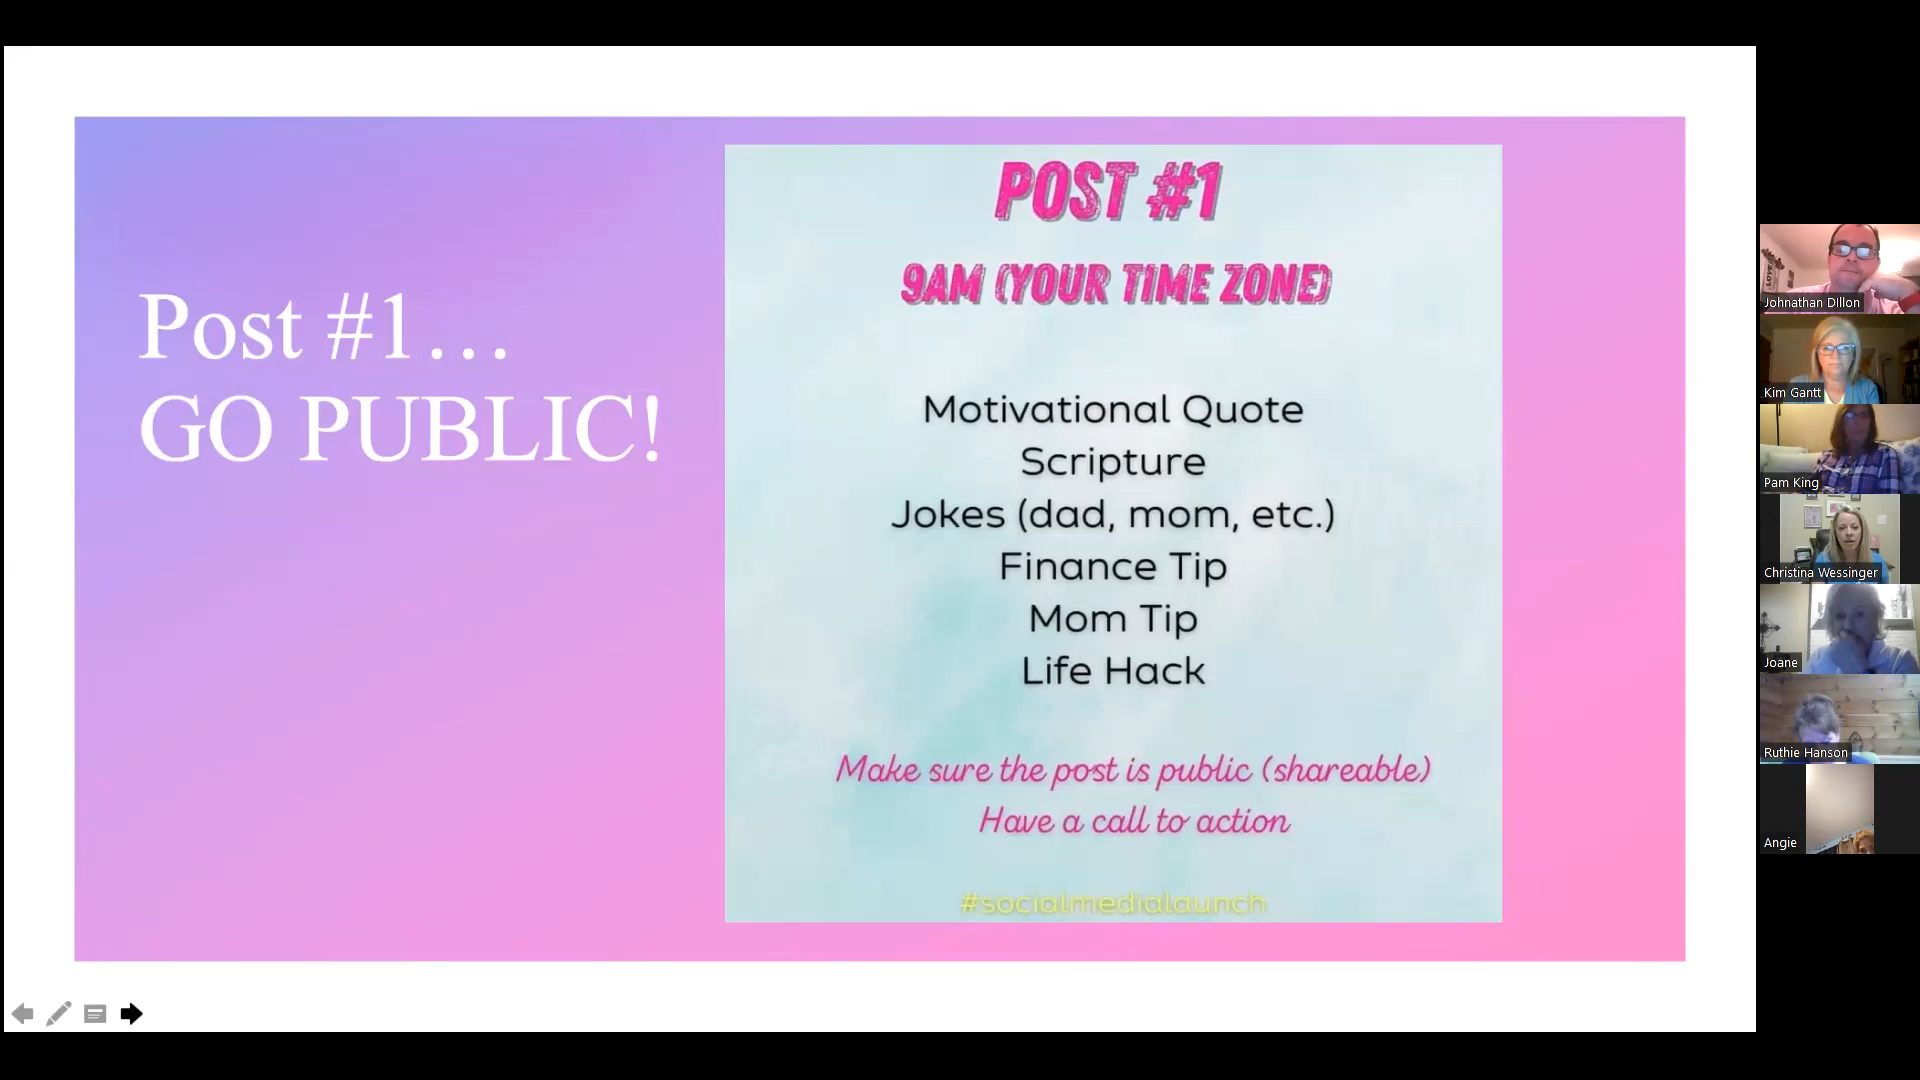 Post #1...
GO PUBLIC!
POST #1
9AM (YOUR TIME ZONE)
Motivational Quote
Scripture
Jokes (dad, mom, etc.)
Finance Tip
Mom Tip
Life Hack
Make sure the post is public (shareable)
Have a call to action
#socialmedialaunch
Johnathan DIllon
Kim Gantt
Pam King
Christina Wessinger
Joane
Ruthie Hanson
Angie